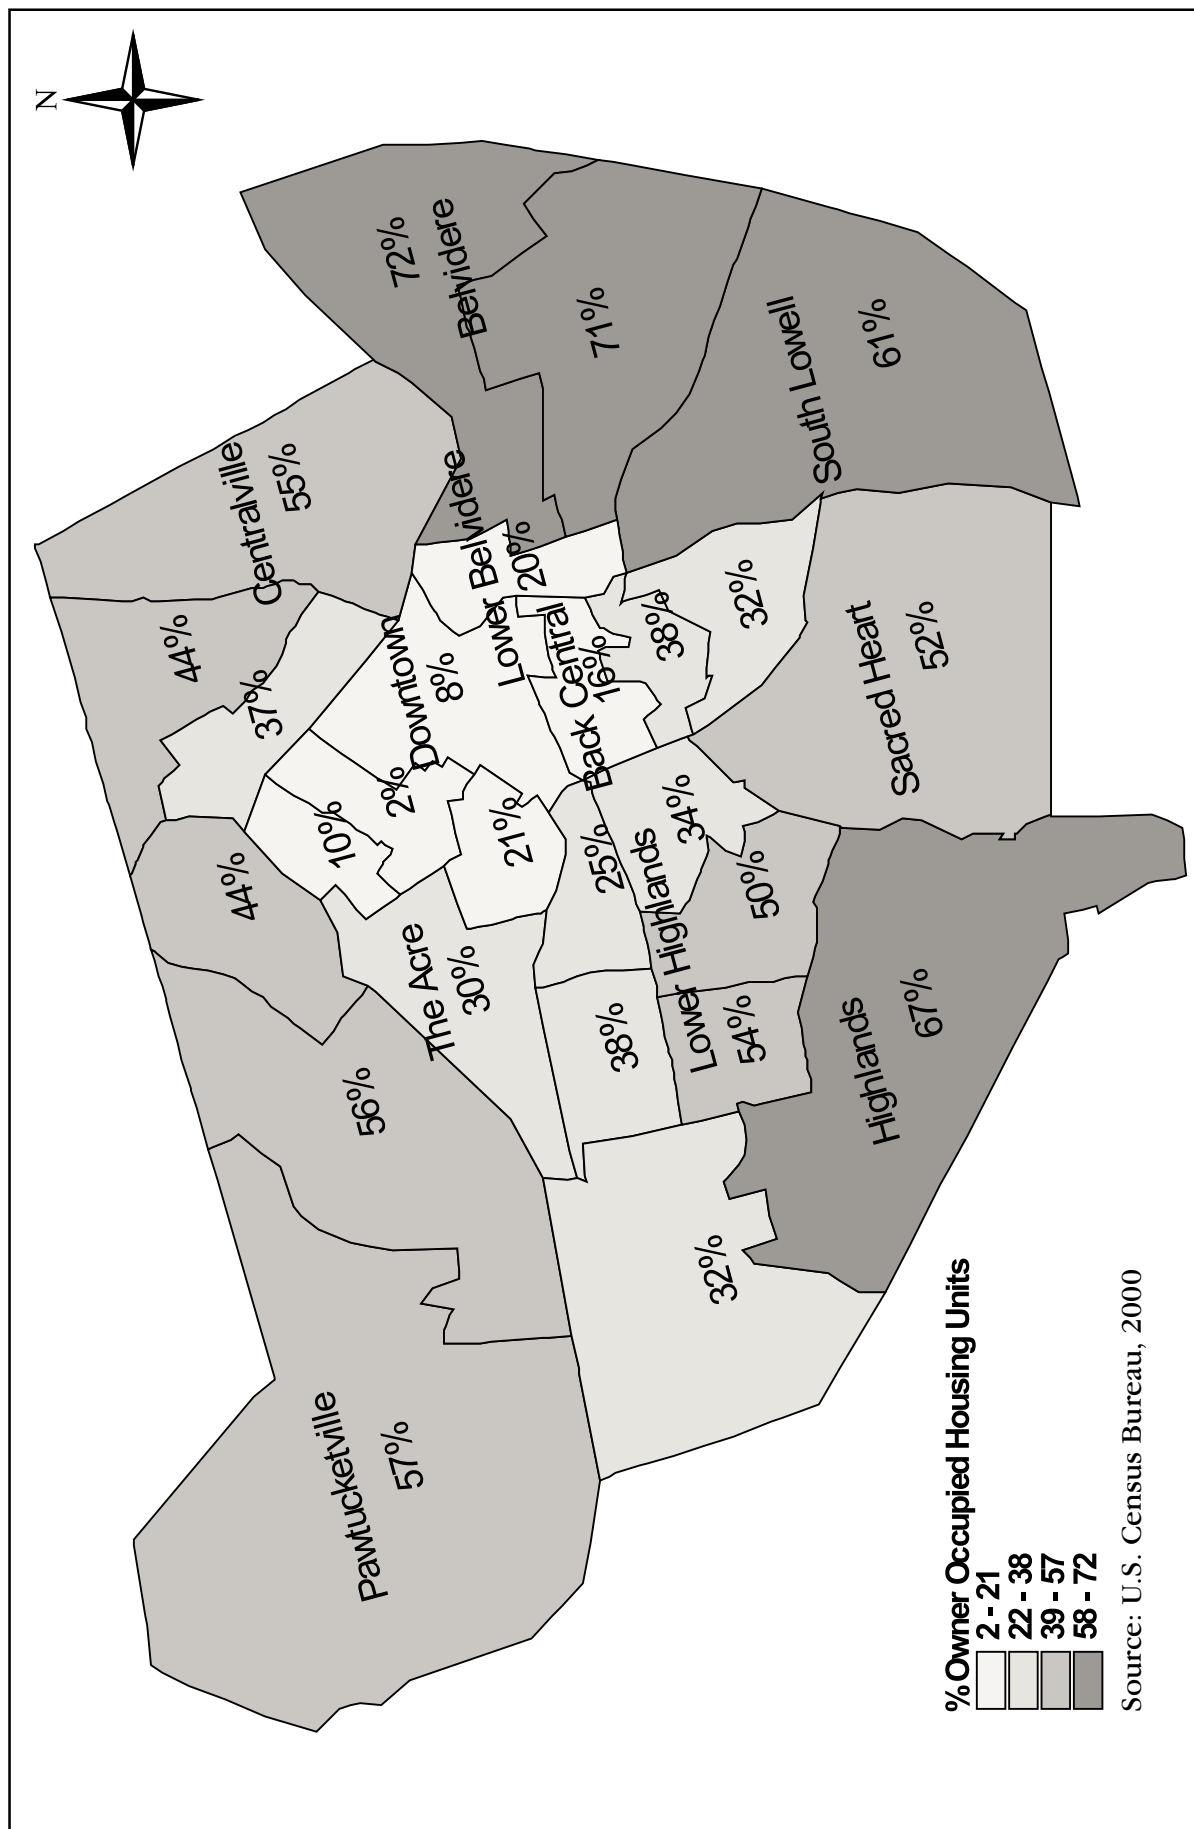 N
Pawtucketville
57%
56%
44%
44%
37%
Centralville
55%
10%
2%
Downtown
8%
The Acre
30%
21%
Belvidere
72%
Belvidere
71%
Lower Belvidere
20%
Back Central
16%
38%
32%
25%
38%
34%
Lower Highlands
54%
50%
32%
Highlands
67%
Sacred Heart
52%
South Lowell
61%
% Owner Occupied Housing Units
2 - 21
22 - 38
39 - 57
58 - 72
Source: U.S. Census Bureau, 2000